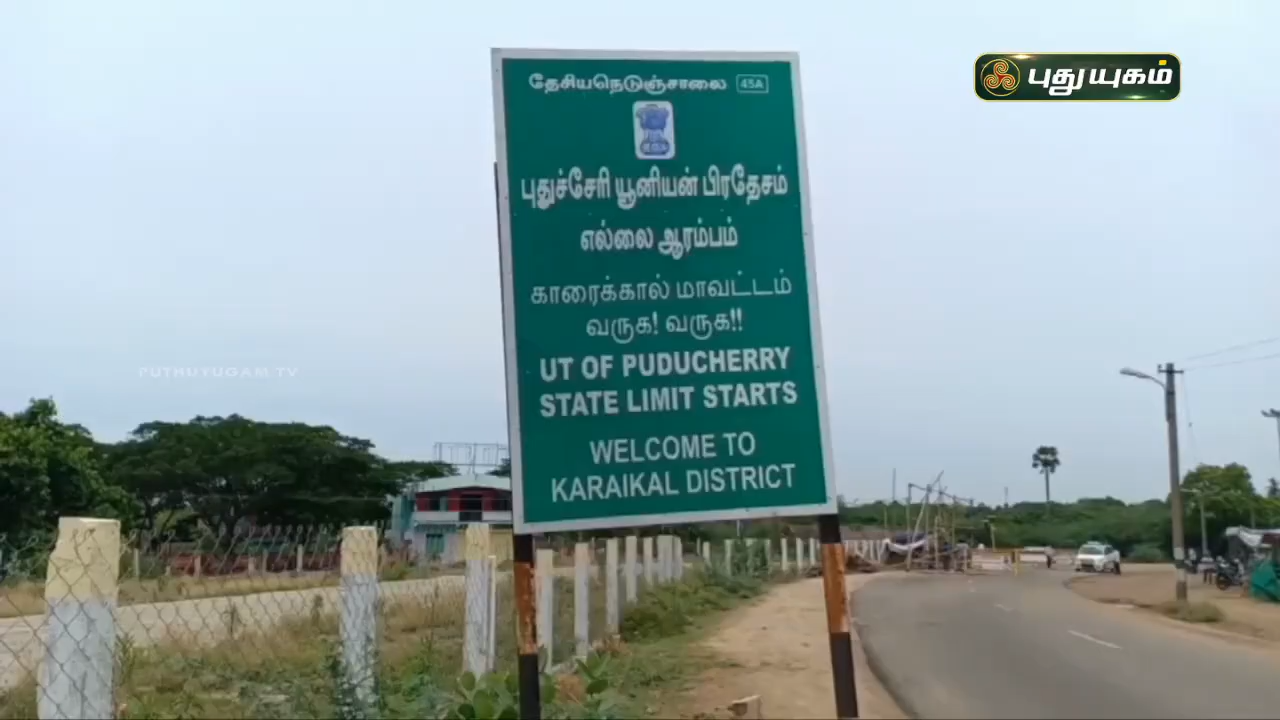 தேசியநெடுஞ்சாலை 45A
புதுச்சேரி யூனியன் பிரதேசம்
எல்லை ஆரம்பம்
காரைக்கால் மாவட்டம்
வருக! வருக!!
UT OF PUDUCHERRY
STATE LIMIT STARTS
WELCOME TO
KARAIKAL DISTRICT
புதுயுகம்
PUTHUYUGAM TV